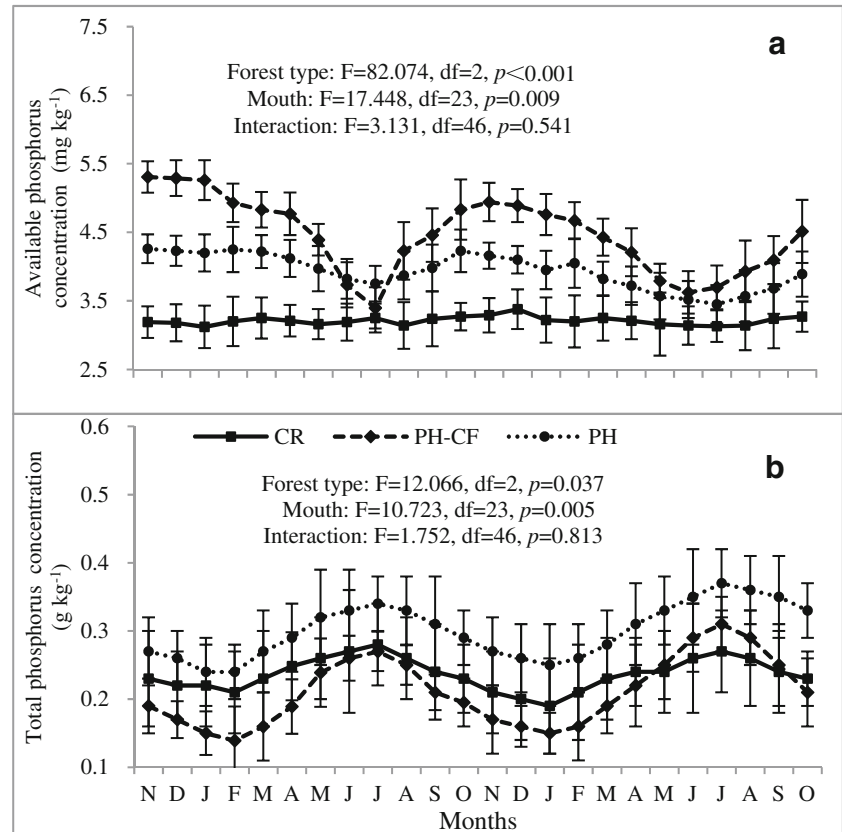 a
Forest type: F=82.074, df=2, p<0.001
Mouth: F=17.448, df=23, p=0.009
Interaction: F=3.131, df=46, p=0.541
Available phosphorus
concentration (mg kg⁻¹)
7.5
6.5
5.5
4.5
3.5
2.5
CR PH-CF PH
b
Forest type: F=12.066, df=2, p=0.037
Mouth: F=10.723, df=23, p=0.005
Interaction: F=1.752, df=46, p=0.813
Total phosphorus concentration
(g kg⁻¹)
0.6
0.5
0.4
0.3
0.2
0.1
N D J F M A M J J A S O N D J F M A M J J A S O
Months